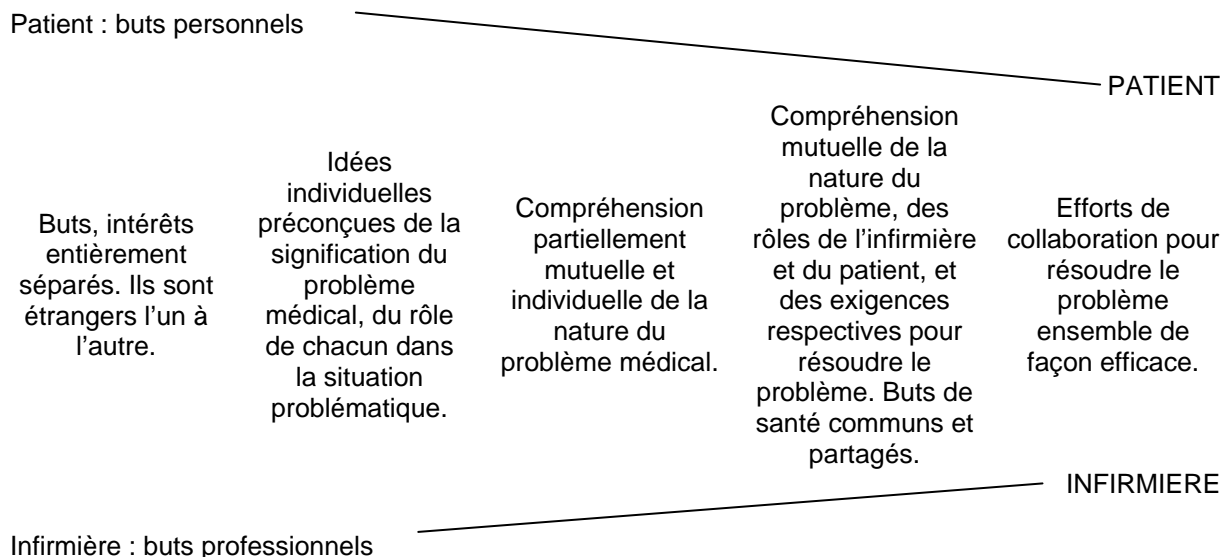 Patient : buts personnels
PATIENT
Buts, intérêts
entièrement
séparés. Ils sont
étrangers l’un à
l’autre.
Idées
individuelles
préconçues de la
signification du
problème
médical, du rôle
de chacun dans
la situation
problématique.
Compréhension
partiellement
mutuelle et
individuelle de la
nature du
problème médical.
Compréhension
mutuelle de la
nature du
problème, des
rôles de l’infirmière
et du patient, et
des exigences
respectives pour
résoudre le
problème. Buts de
santé communs et
partagés.
Efforts de
collaboration pour
résoudre le
problème
ensemble de
façon efficace.
INFIRMIERE
Infirmière : buts professionnels